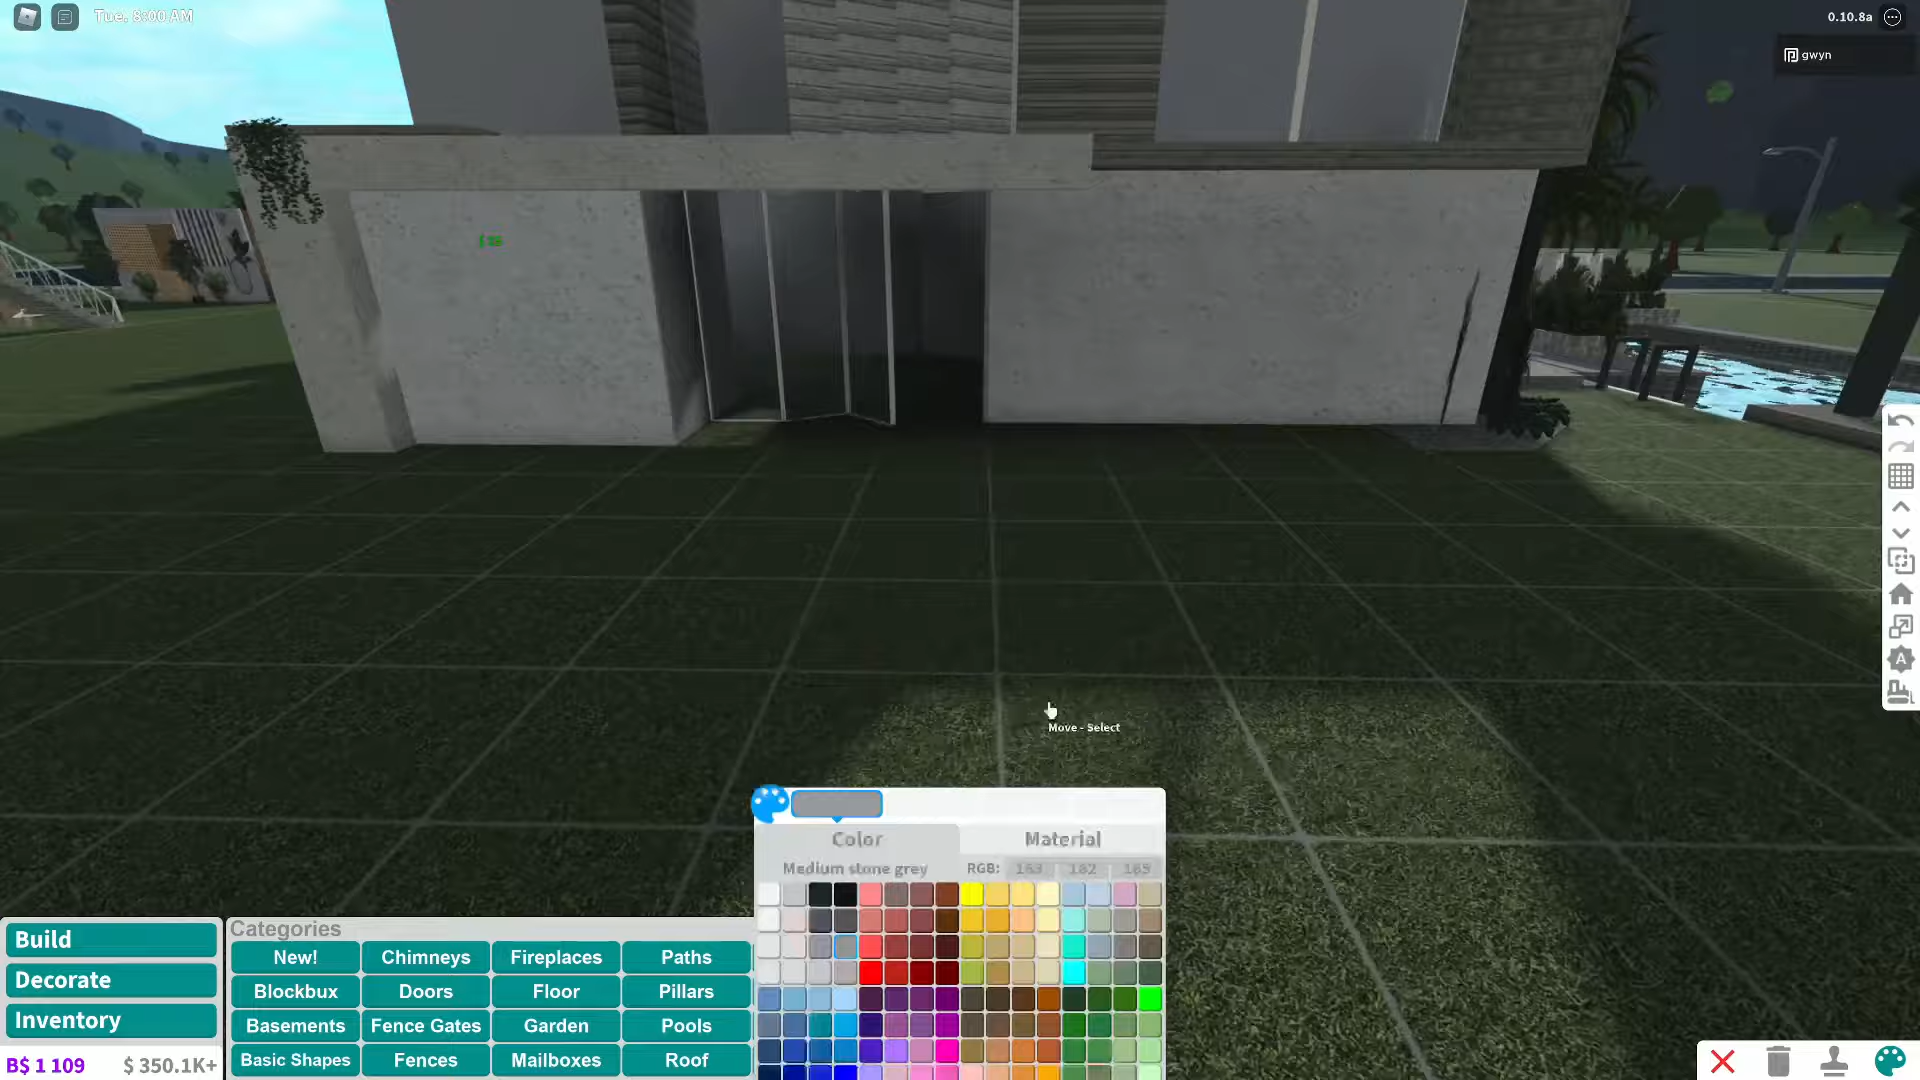 Tue. 8:00 AM
0.10.8a
gwyn
Move - Select
Color
Material
Medium stone grey
RGB: 163 162 165
Build
Decorate
Inventory
B$ 1 109
$ 350.1K+
Categories
New!
Chimneys
Fireplaces
Paths
Blockbux
Doors
Floor
Pillars
Basements
Fence Gates
Garden
Pools
Basic Shapes
Fences
Mailboxes
Roof
A